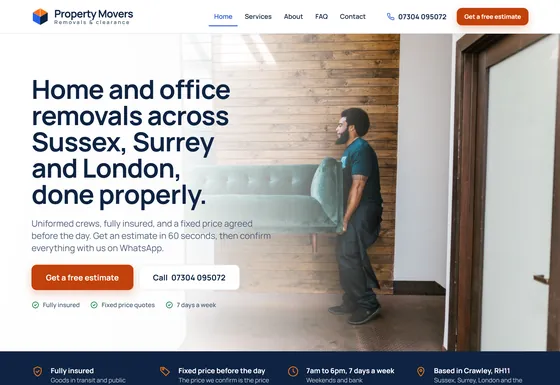 Property Movers
Removals & clearance
Home Services About FAQ Contact 07304 095072 Get a free estimate
Home and office
removals across
Sussex, Surrey
and London,
done properly.
Uniformed crews, fully insured, and a fixed price agreed
before the day. Get an estimate in 60 seconds, then confirm
everything with us on WhatsApp.
Get a free estimate Call 07304 095072
Fully insured Fixed price quotes 7 days a week
Fully insured Fixed price before the day 7am to 6pm, 7 days a week Based in Crawley, RH11
Goods in transit and public The price we confirm is the price Weekends and bank Sussex, Surrey, London and the